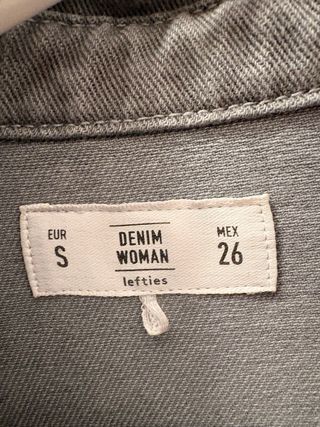 EUR
S
DENIM
WOMAN
lefties
MEX
26